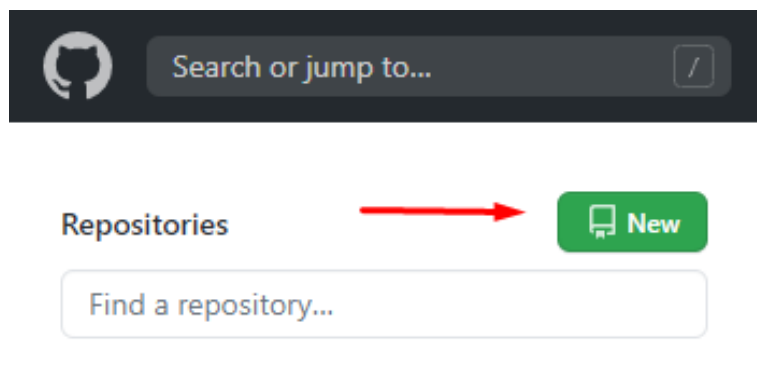 Search or jump to... /
Repositories New
Find a repository...